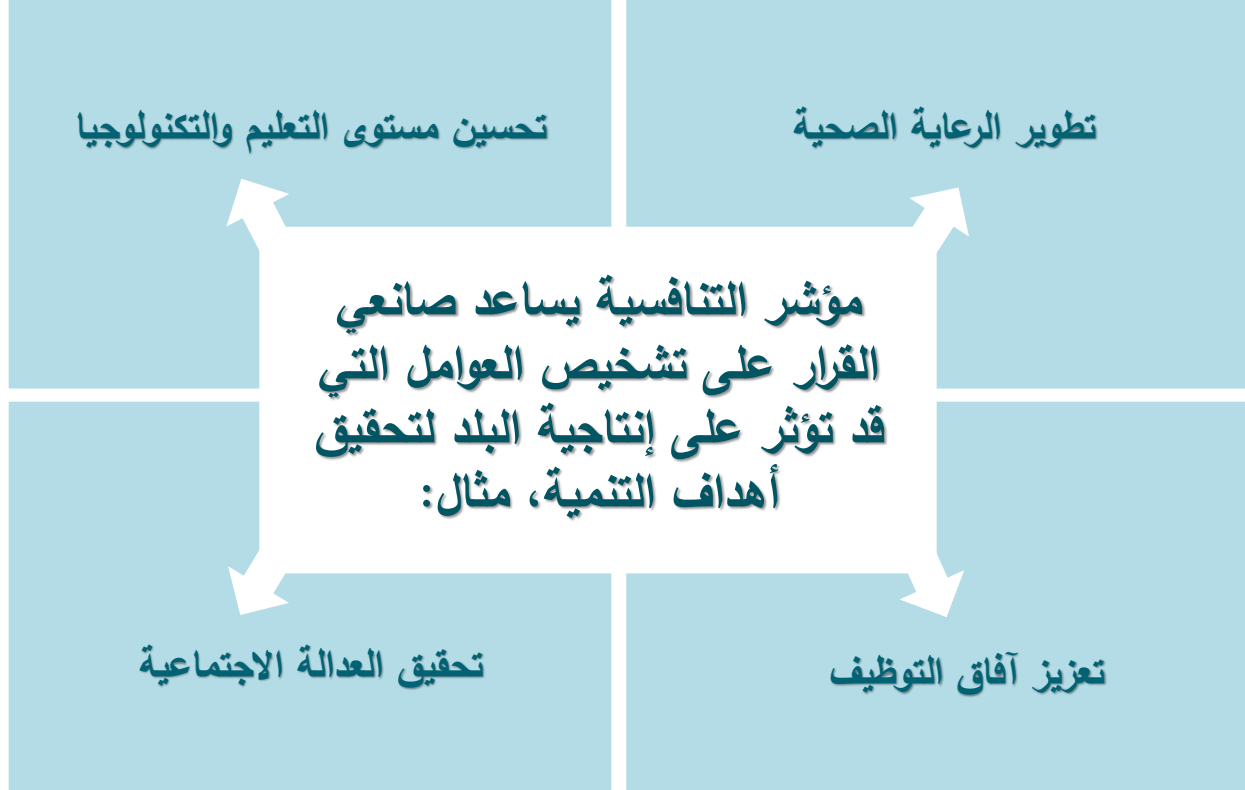 تطوير الرعاية الصحية
تحسين مستوى التعليم والتكنولوجيا
مؤشر التنافسية يساعد صانعي
القرار على تشخيص العوامل التي
قد تؤثر على إنتاجية البلد لتحقيق
أهداف التنمية، مثال:
تعزيز آفاق التوظيف
تحقيق العدالة الاجتماعية